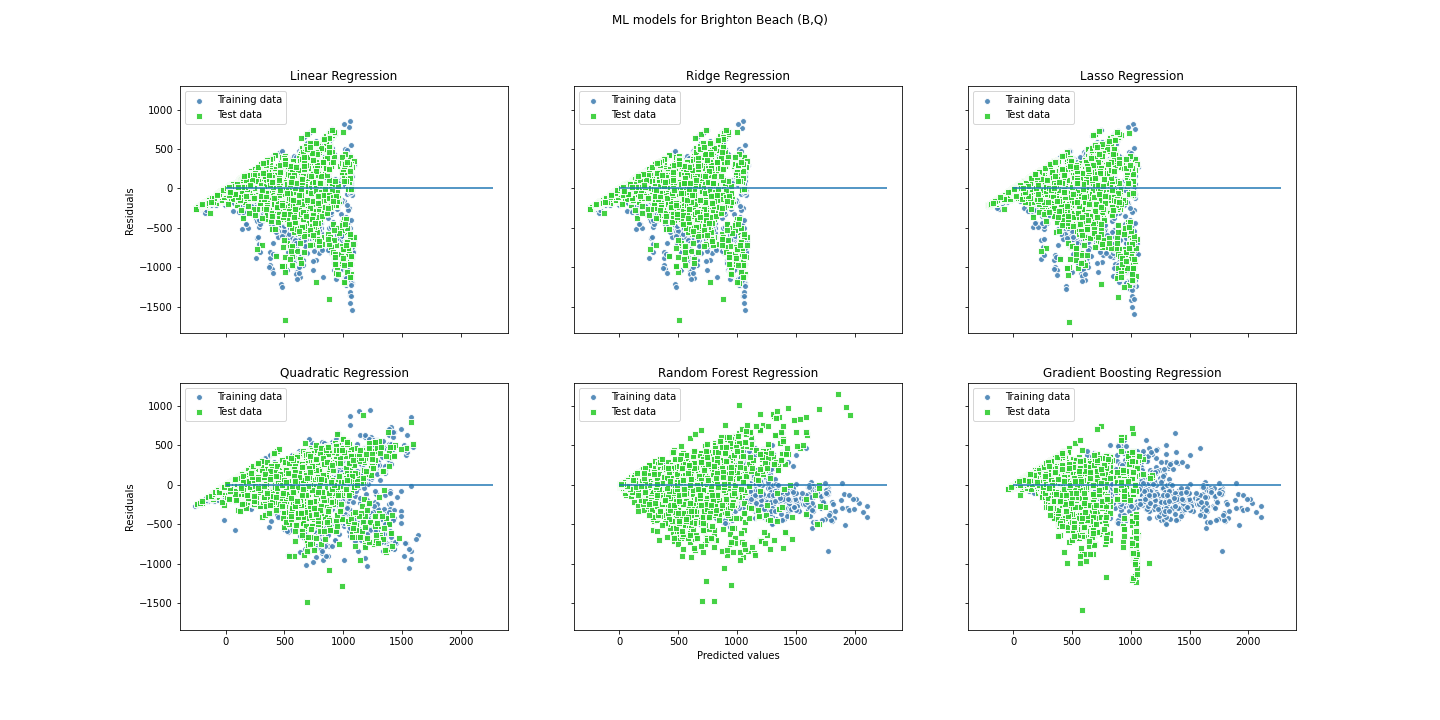 ML models for Brighton Beach (B,Q)
Linear Regression
Training data
Test data
1000
500
0
−500
−1000
−1500
Residuals
Ridge Regression
Training data
Test data
Lasso Regression
Training data
Test data
Quadratic Regression
Training data
Test data
1000
500
0
−500
−1000
−1500
Residuals
0 500 1000 1500 2000
Random Forest Regression
Training data
Test data
0 500 1000 1500 2000
Predicted values
Gradient Boosting Regression
Training data
Test data
0 500 1000 1500 2000